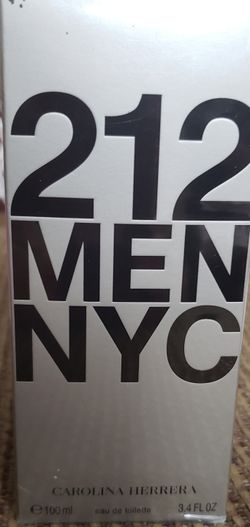 212
MEN
NYC
CAROLINA HERRERA
℮ 100 ml eau de toilette 3.4 FL OZ